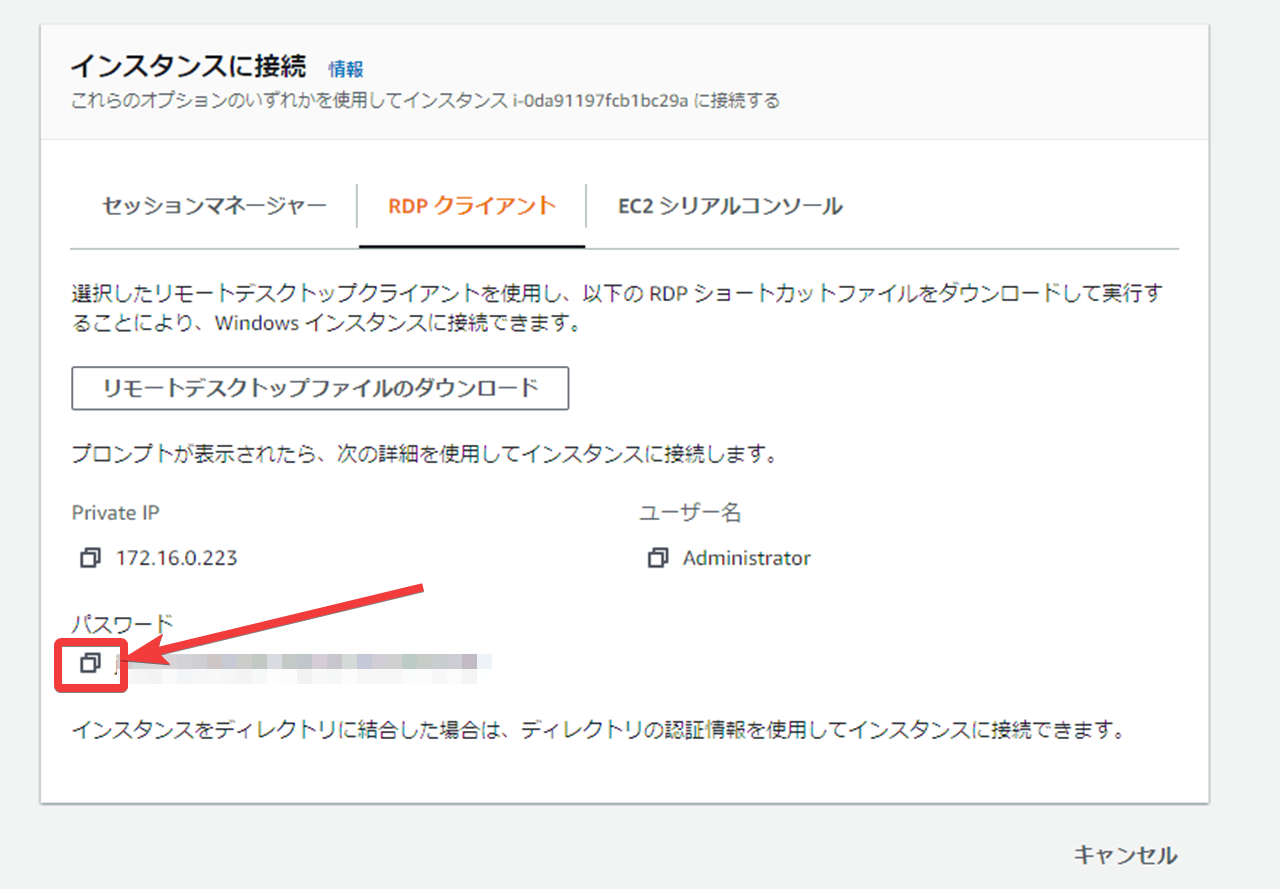 インスタンスに接続 情報
これらのオプションのいずれかを使用してインスタンス i-0da91197fcb1bc29a に接続する
セッションマネージャー RDP クライアント EC2 シリアルコンソール
選択したリモートデスクトップクライアントを使用し、以下の RDP ショートカットファイルをダウンロードして実行す
ることにより、Windows インスタンスに接続できます。
リモートデスクトップファイルのダウンロード
プロンプトが表示されたら、次の詳細を使用してインスタンスに接続します。
Private IP ユーザー名
172.16.0.223 Administrator
パスワード
インスタンスをディレクトリに結合した場合は、ディレクトリの認証情報を使用してインスタンスに接続できます。
キャンセル